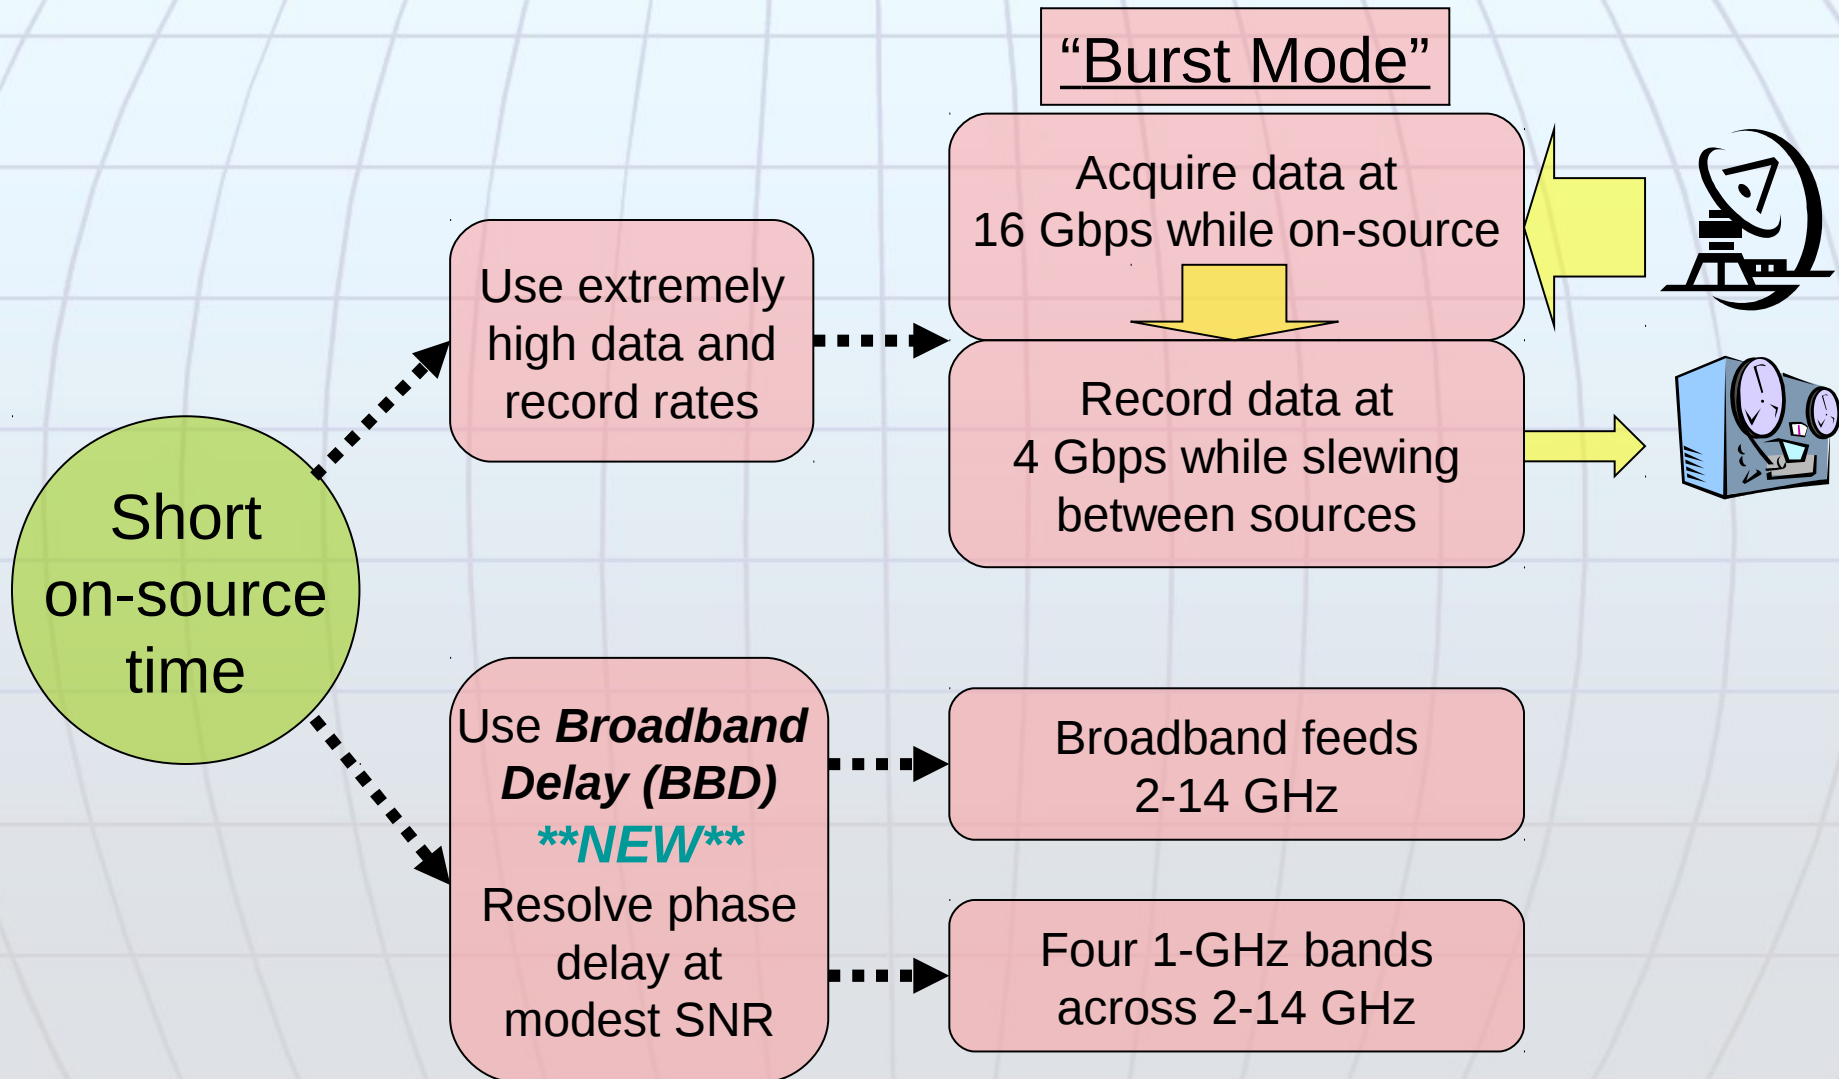 “Burst Mode”
Acquire data at
16 Gbps while on-source
Use extremely
high data and
record rates
Record data at
4 Gbps while slewing
between sources
Short
on-source
time
Use Broadband
Delay (BBD)
**NEW**
Resolve phase
delay at
modest SNR
Broadband feeds
2-14 GHz
Four 1-GHz bands
across 2-14 GHz